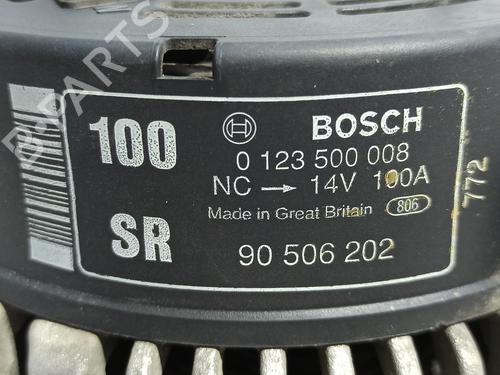 B-PARTS
100
BOSCH
0 123 500 008
NC → 14V 100A
Made in Great Britain 806
772
SR
90 506 202